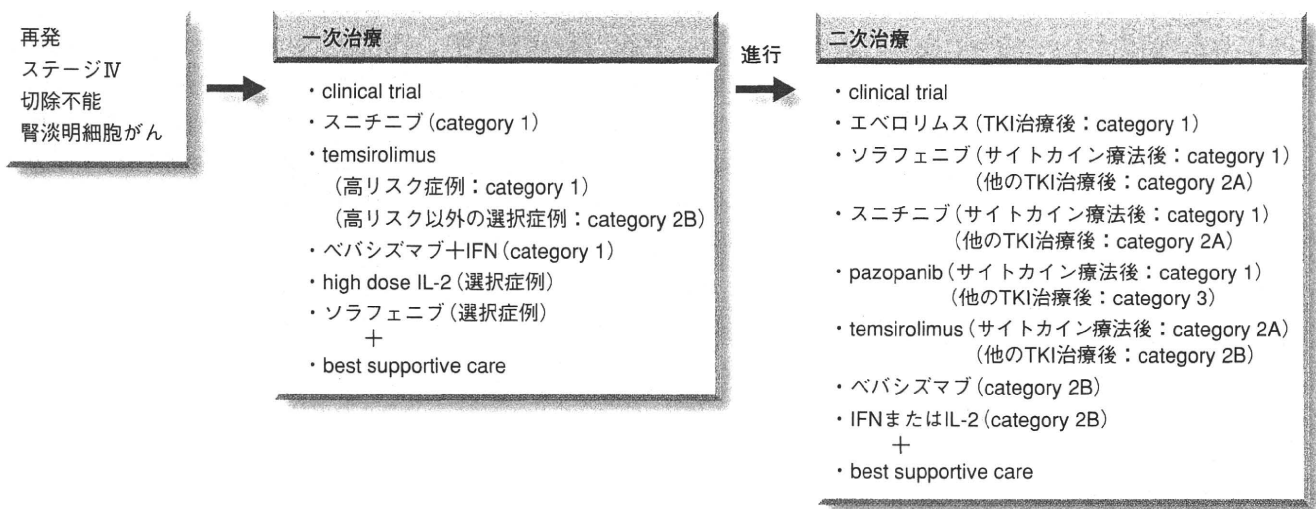 再発
ステージⅣ
切除不能
腎淡明細胞がん
一次治療
・clinical trial
・スニチニブ(category 1)
・temsirolimus
(高リスク症例：category 1)
(高リスク以外の選択症例：category 2B)
・ベバシズマブ＋IFN(category 1)
・high dose IL-2(選択症例)
・ソラフェニブ(選択症例)
＋
・best supportive care
進行
二次治療
・clinical trial
・エベロリムス(TKI治療後：category 1)
・ソラフェニブ(サイトカイン療法後：category 1)
(他のTKI治療後：category 2A)
・スニチニブ(サイトカイン療法後：category 1)
(他のTKI治療後：category 2A)
・pazopanib(サイトカイン療法後：category 1)
(他のTKI治療後：category 3)
・temsirolimus(サイトカイン療法後：category 2A)
(他のTKI治療後：category 2B)
・ベバシズマブ(category 2B)
・IFNまたはIL-2(category 2B)
＋
・best supportive care